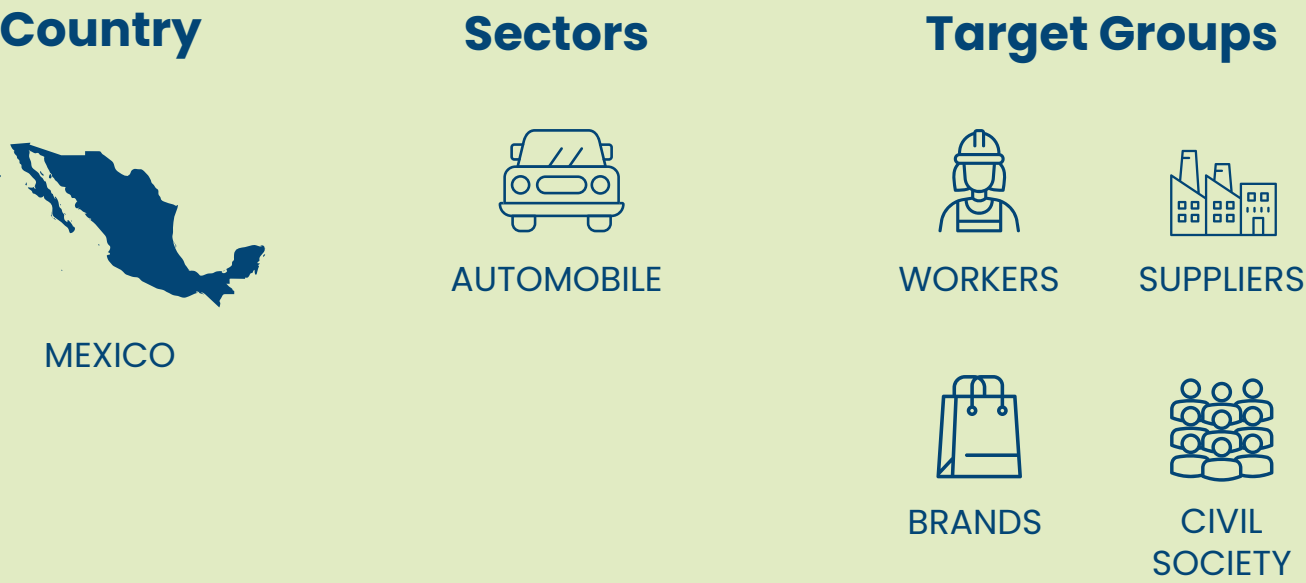 Country
MEXICO
Sectors
AUTOMOBILE
Target Groups
WORKERS
SUPPLIERS
BRANDS
CIVIL
SOCIETY